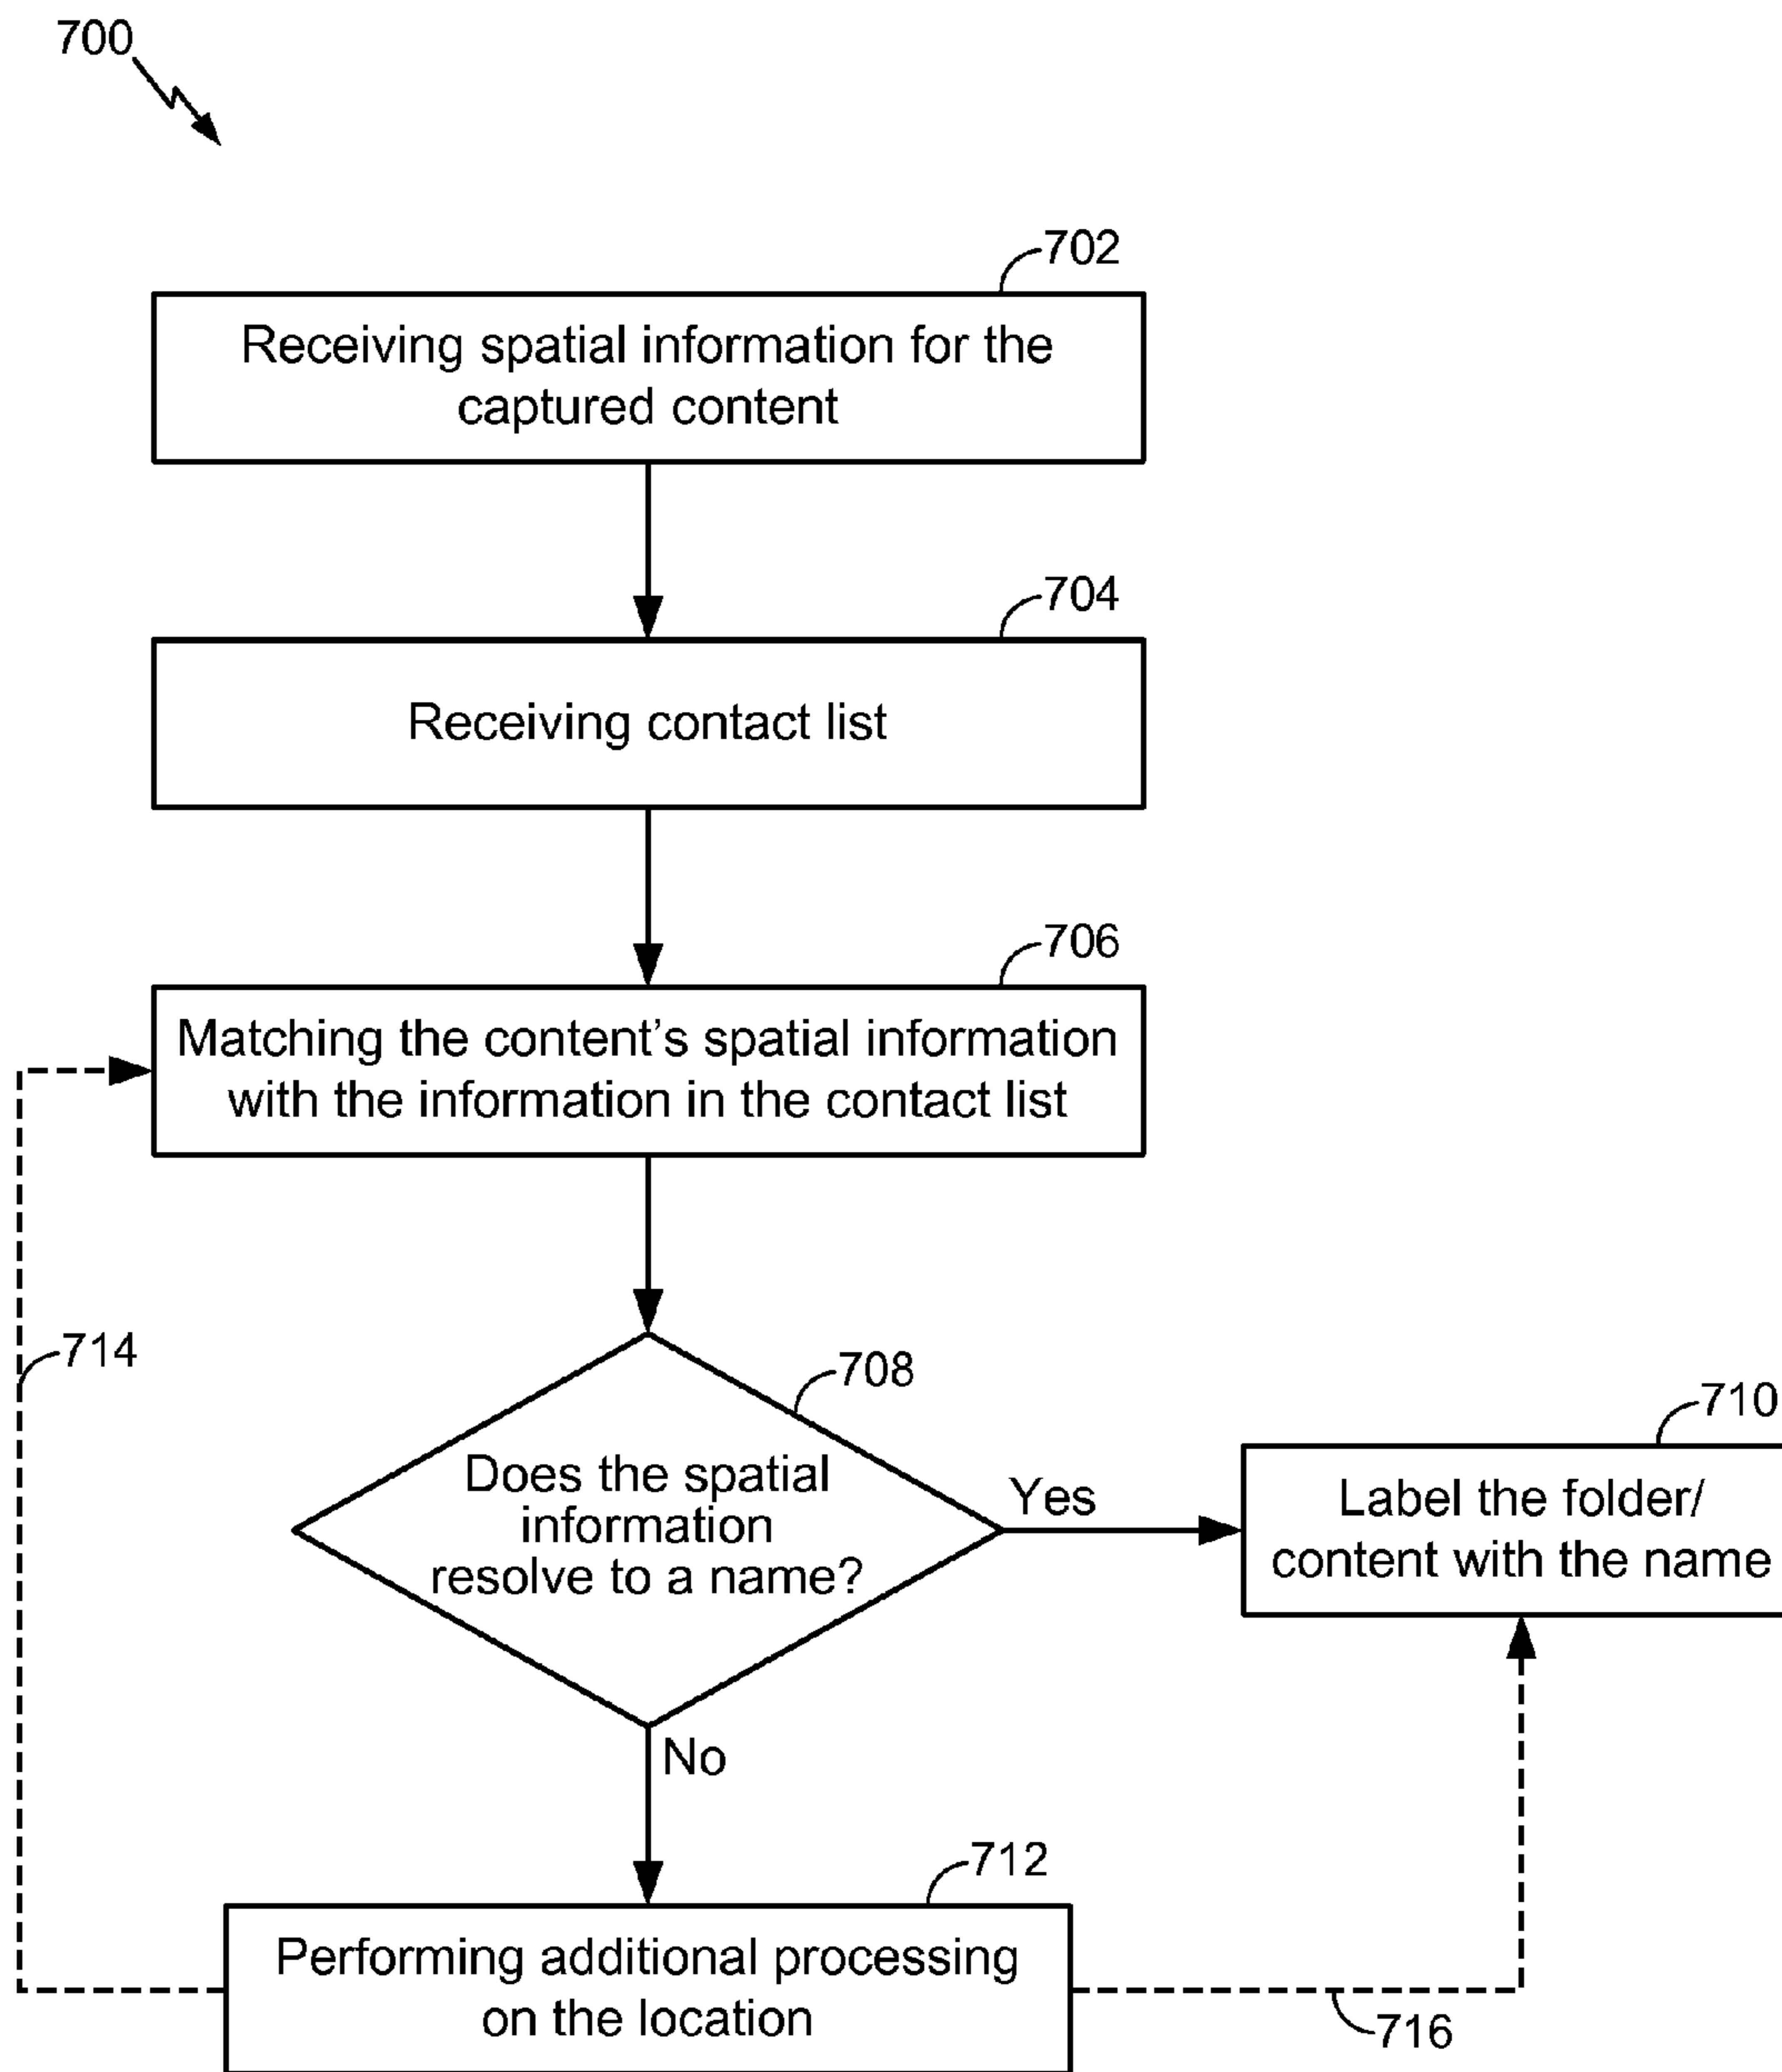 700
702
Receiving spatial information for the
captured content
704
Receiving contact list
706
Matching the content’s spatial information
with the information in the contact list
714
708
Does the spatial
information
resolve to a name?
Yes
710
Label the folder/
content with the name
No
712
Performing additional processing
on the location
716